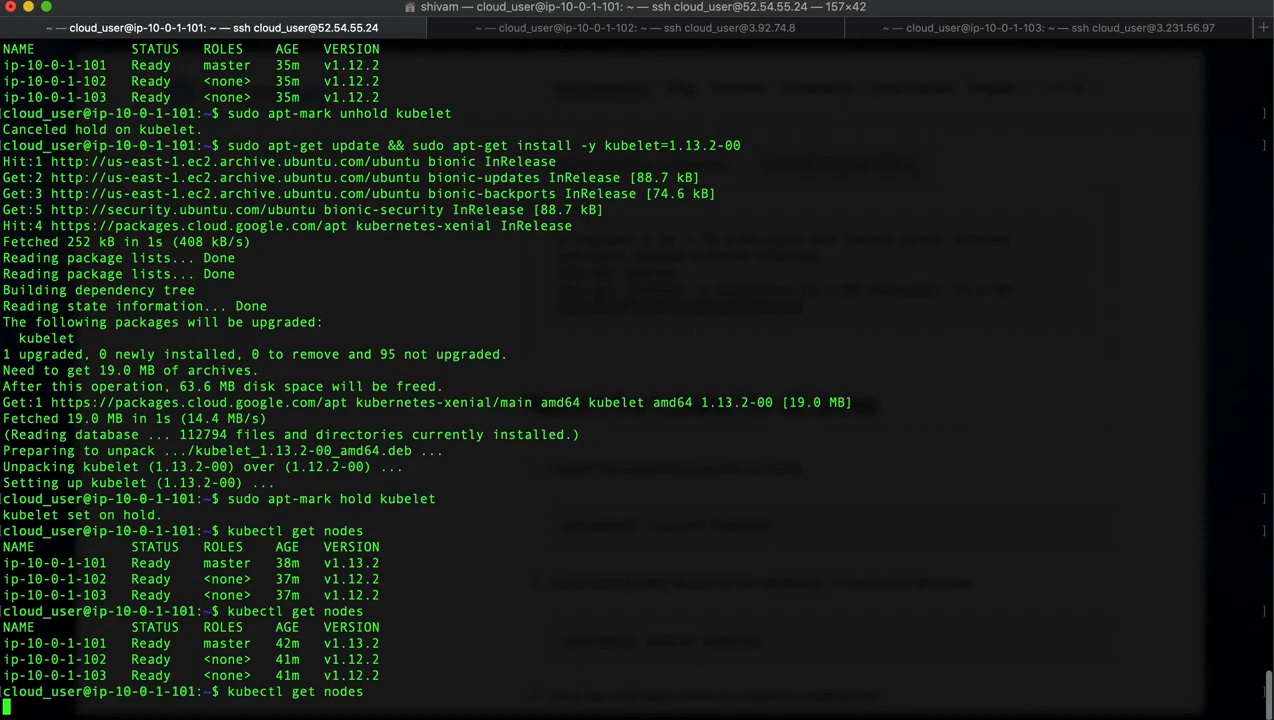 shivam — cloud_user@ip-10-0-1-101: ~ — ssh cloud_user@52.54.55.24 — 157×42
~ — cloud_user@ip-10-0-1-101: ~ — ssh cloud_user@52.54.55.24
~ — cloud_user@ip-10-0-1-102: ~ — ssh cloud_user@3.92.74.8
~ — cloud_user@ip-10-0-1-103: ~ — ssh cloud_user@3.231.56.97
NAME STATUS ROLES AGE VERSION
ip-10-0-1-101 Ready master 35m v1.12.2
ip-10-0-1-102 Ready <none> 35m v1.12.2
ip-10-0-1-103 Ready <none> 35m v1.12.2
[cloud_user@ip-10-0-1-101:~$ sudo apt-mark unhold kubelet ]
Canceled hold on kubelet.
[cloud_user@ip-10-0-1-101:~$ sudo apt-get update && sudo apt-get install -y kubelet=1.13.2-00 ]
Hit:1 http://us-east-1.ec2.archive.ubuntu.com/ubuntu bionic InRelease
Get:2 http://us-east-1.ec2.archive.ubuntu.com/ubuntu bionic-updates InRelease [88.7 kB]
Get:3 http://us-east-1.ec2.archive.ubuntu.com/ubuntu bionic-backports InRelease [74.6 kB]
Get:5 http://security.ubuntu.com/ubuntu bionic-security InRelease [88.7 kB]
Hit:4 https://packages.cloud.google.com/apt kubernetes-xenial InRelease
Fetched 252 kB in 1s (408 kB/s)
Reading package lists... Done
Reading package lists... Done
Building dependency tree
Reading state information... Done
The following packages will be upgraded:
kubelet
1 upgraded, 0 newly installed, 0 to remove and 95 not upgraded.
Need to get 19.0 MB of archives.
After this operation, 63.6 MB disk space will be freed.
Get:1 https://packages.cloud.google.com/apt kubernetes-xenial/main amd64 kubelet amd64 1.13.2-00 [19.0 MB]
Fetched 19.0 MB in 1s (14.4 MB/s)
(Reading database ... 112794 files and directories currently installed.)
Preparing to unpack .../kubelet_1.13.2-00_amd64.deb ...
Unpacking kubelet (1.13.2-00) over (1.12.2-00) ...
Setting up kubelet (1.13.2-00) ...
[cloud_user@ip-10-0-1-101:~$ sudo apt-mark hold kubelet ]
kubelet set on hold.
[cloud_user@ip-10-0-1-101:~$ kubectl get nodes ]
NAME STATUS ROLES AGE VERSION
ip-10-0-1-101 Ready master 38m v1.13.2
ip-10-0-1-102 Ready <none> 37m v1.12.2
ip-10-0-1-103 Ready <none> 37m v1.12.2
[cloud_user@ip-10-0-1-101:~$ kubectl get nodes ]
NAME STATUS ROLES AGE VERSION
ip-10-0-1-101 Ready master 42m v1.13.2
ip-10-0-1-102 Ready <none> 41m v1.12.2
ip-10-0-1-103 Ready <none> 41m v1.12.2
[cloud_user@ip-10-0-1-101:~$ kubectl get nodes ]